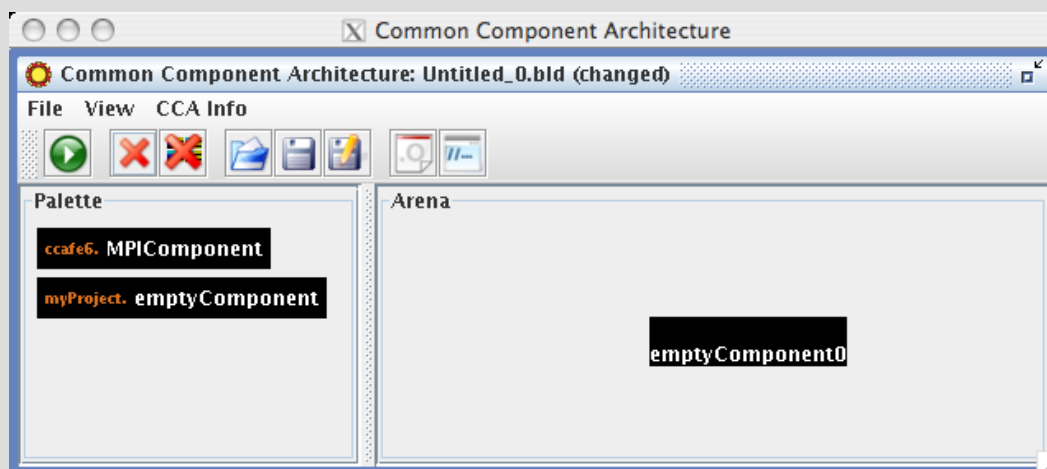 Common Component Architecture
Common Component Architecture: Untitled_0.bld (changed)
File View CCA Info
Palette
Arena
ccafe6. MPIComponent
myProject. emptyComponent
emptyComponent0